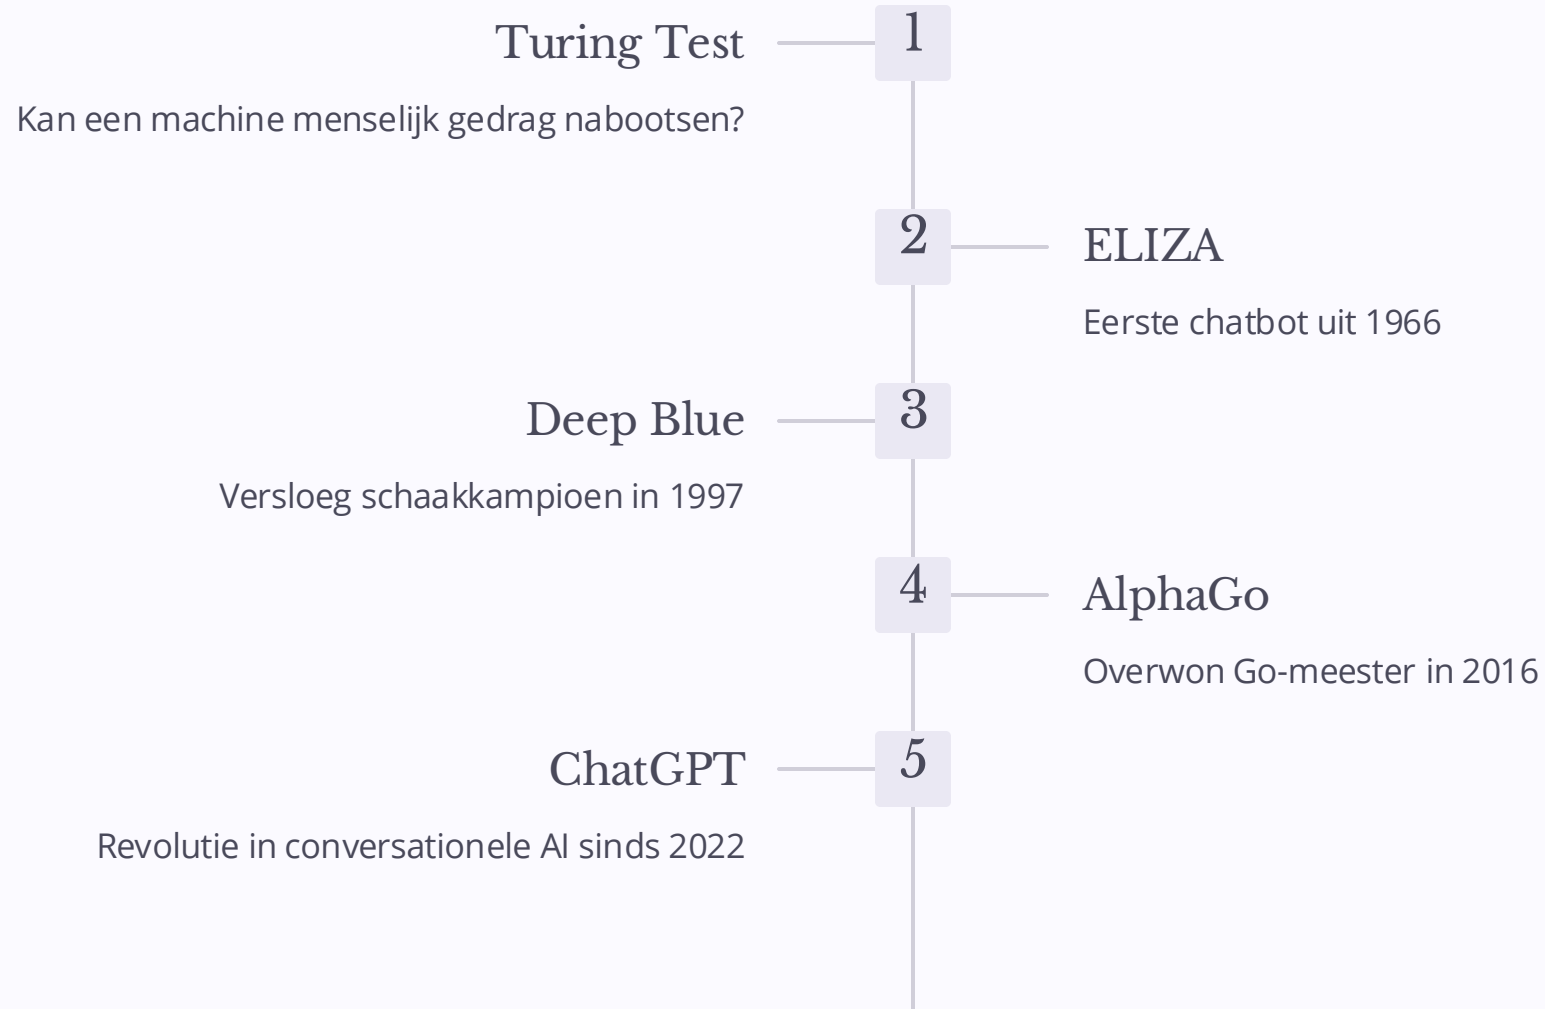 1
Turing Test
Kan een machine menselijk gedrag nabootsen?
2
ELIZA
Eerste chatbot uit 1966
3
Deep Blue
Versloeg schaakkampioen in 1997
4
AlphaGo
Overwon Go-meester in 2016
5
ChatGPT
Revolutie in conversationele AI sinds 2022